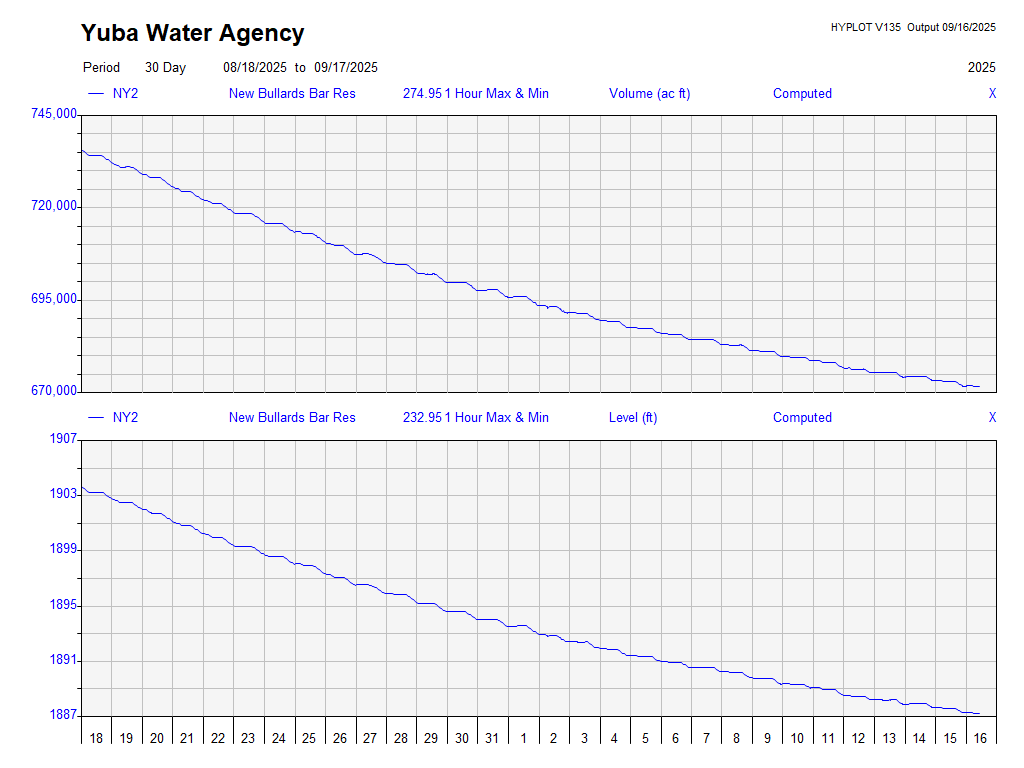 Yuba Water Agency
HYPLOT V135 Output 09/16/2025
Period 30 Day 08/18/2025 to 09/17/2025 2025
NY2 New Bullards Bar Res 274.95 1 Hour Max & Min Volume (ac ft) Computed X
745,000
720,000
695,000
670,000
NY2 New Bullards Bar Res 232.95 1 Hour Max & Min Level (ft) Computed X
1907
1903
1899
1895
1891
1887
18 19 20 21 22 23 24 25 26 27 28 29 30 31 1 2 3 4 5 6 7 8 9 10 11 12 13 14 15 16